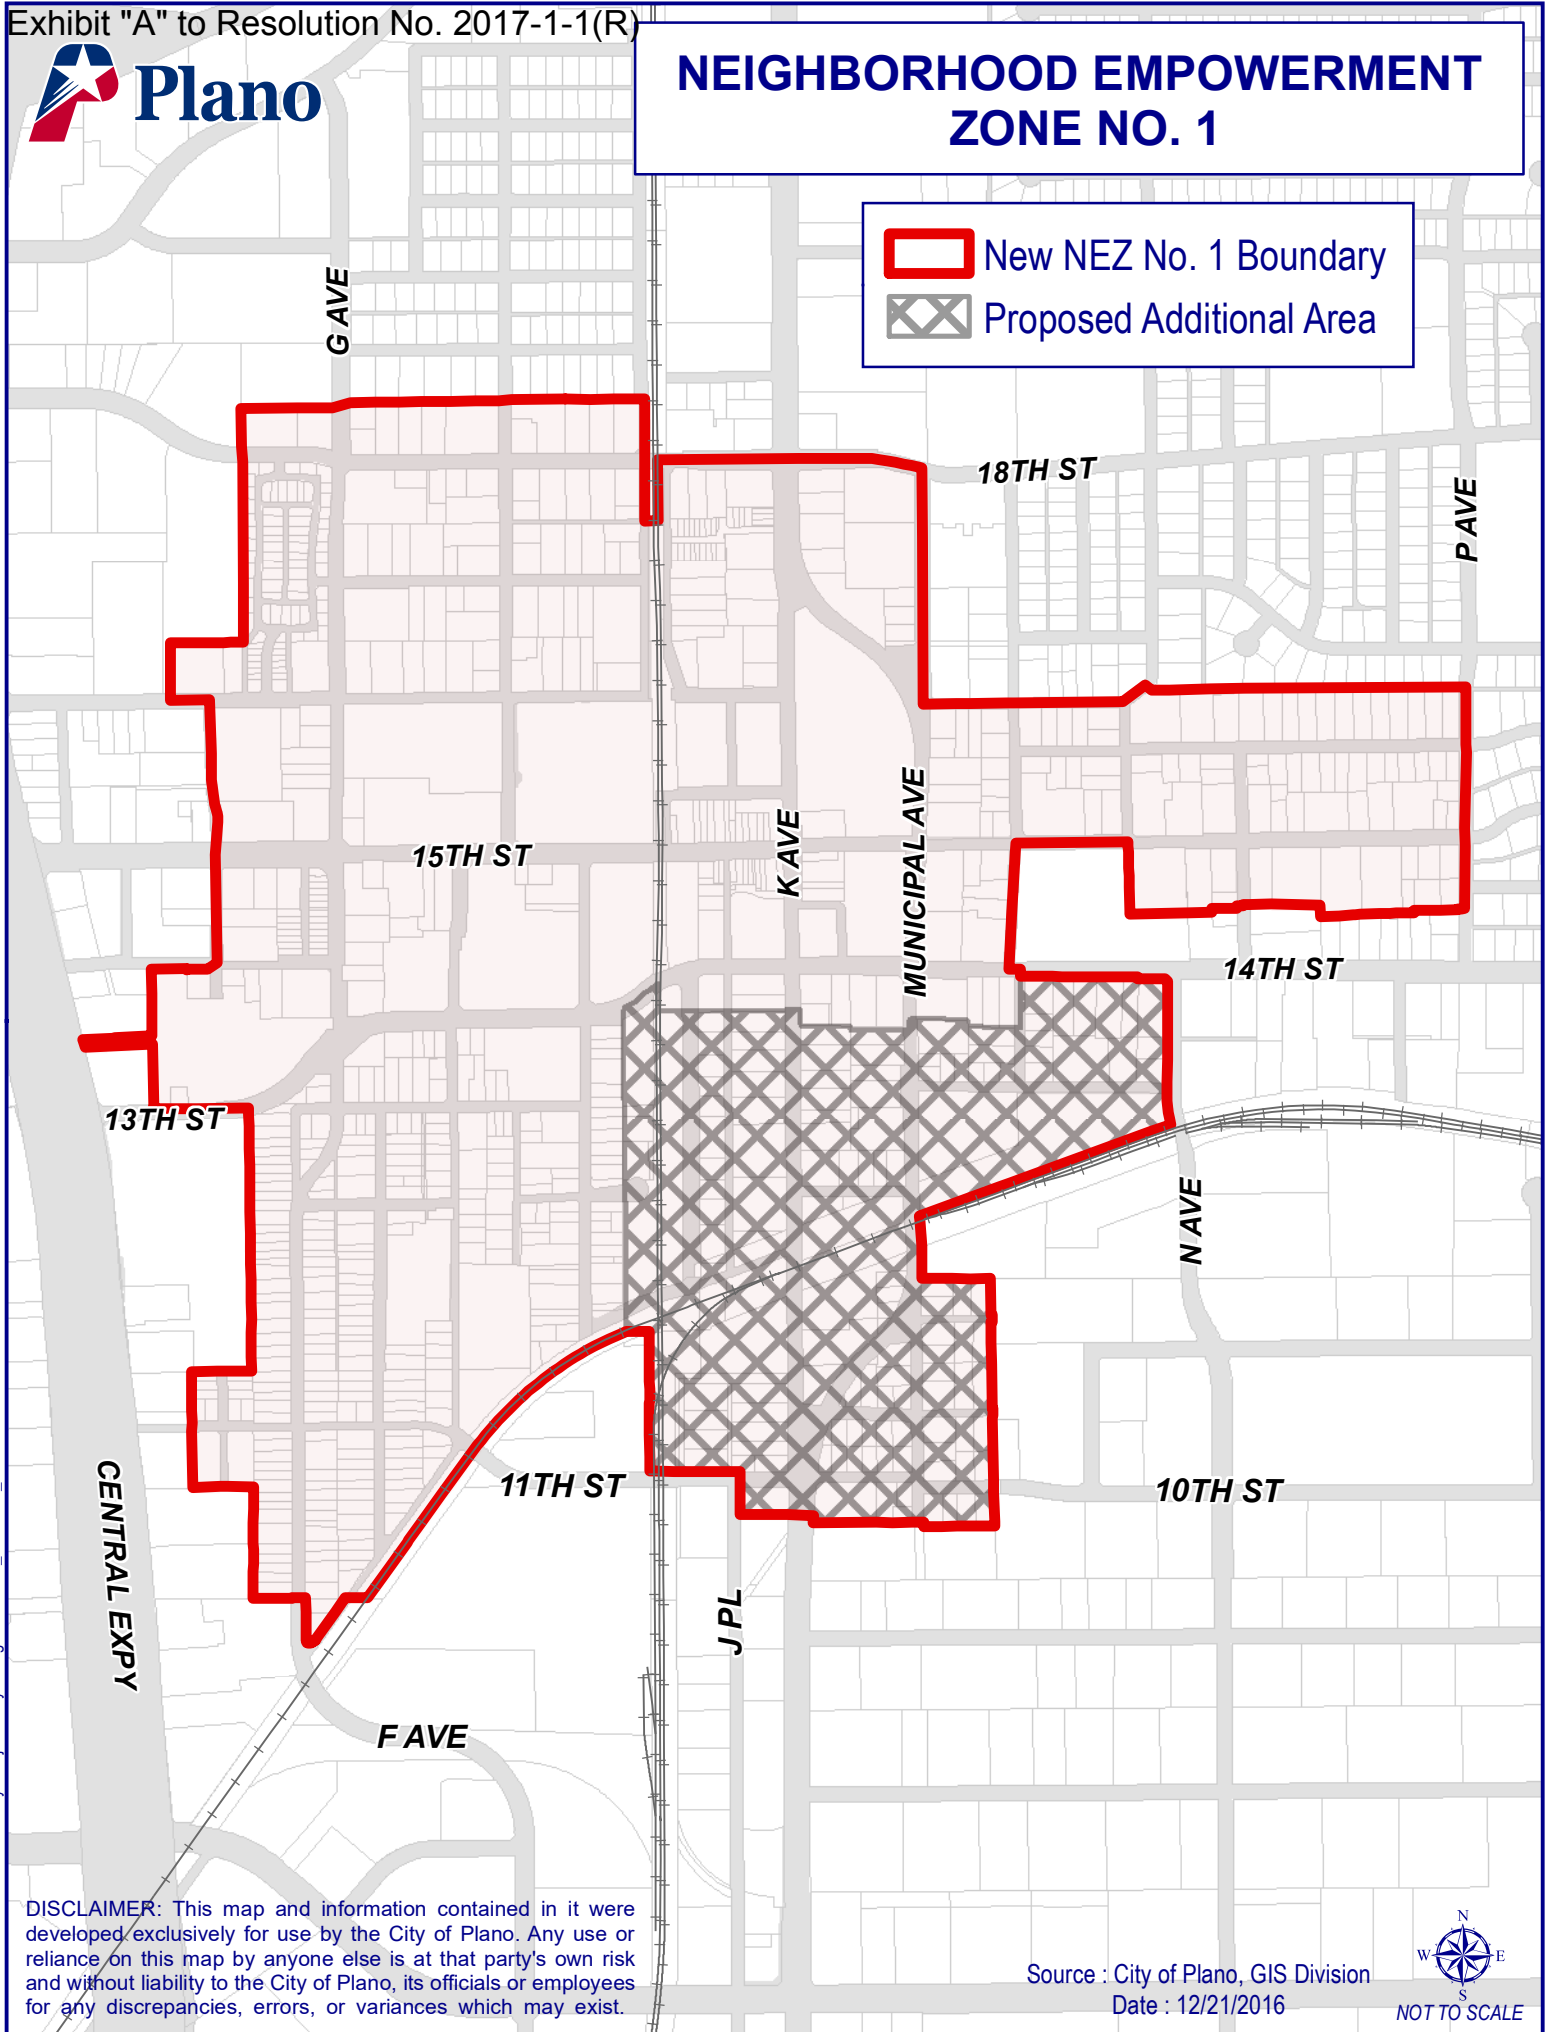 Exhibit "A" to Resolution No. 2017-1-1(R)
Plano
NEIGHBORHOOD EMPOWERMENT
ZONE NO. 1
New NEZ No. 1 Boundary
Proposed Additional Area
G AVE
18TH ST
P AVE
15TH ST
K AVE
MUNICIPAL AVE
14TH ST
13TH ST
N AVE
CENTRAL EXPY
11TH ST
10TH ST
J PL
F AVE
DISCLAIMER: This map and information contained in it were
developed exclusively for use by the City of Plano. Any use or
reliance on this map by anyone else is at that party's own risk
and without liability to the City of Plano, its officials or employees
for any discrepancies, errors, or variances which may exist.
Source : City of Plano, GIS Division
Date : 12/21/2016
N
W
E
S
NOT TO SCALE